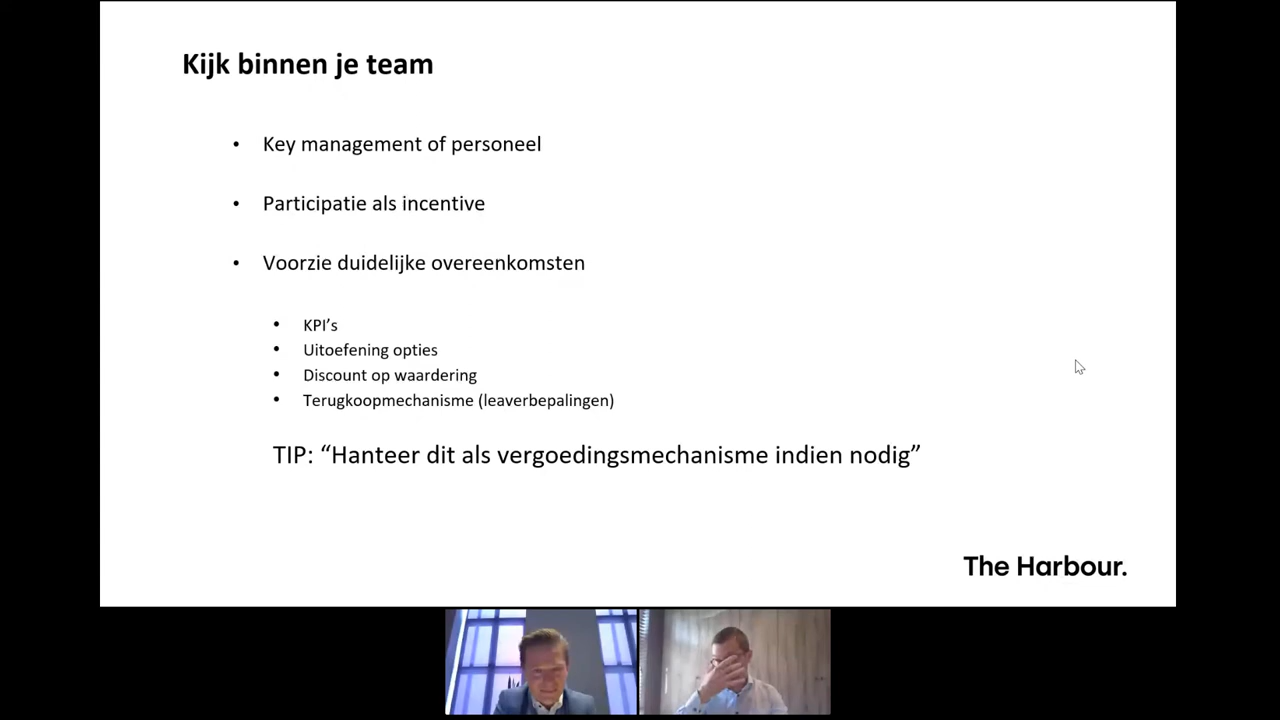 Kijk binnen je team
• Key management of personeel
• Participatie als incentive
• Voorzie duidelijke overeenkomsten
• KPI’s
• Uitoefening opties
• Discount op waardering
• Terugkoopmechanisme (leaverbepalingen)
TIP: “Hanteer dit als vergoedingsmechanisme indien nodig”
The Harbour.